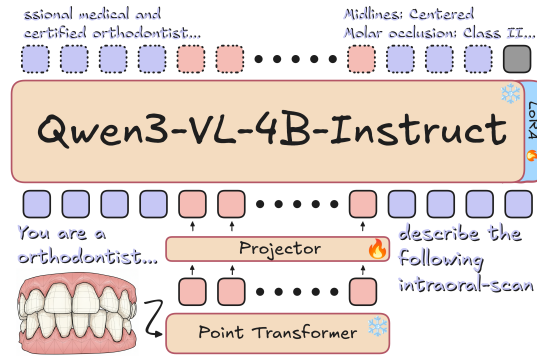 ssional medical and
certified orthodontist...
Midlines: Centered
Molar occlusion: Class II...
Qwen3-VL-4B-Instruct
LoRA
You are a
orthodontist...
Projector
describe the
following
intraoral-scan
Point Transformer